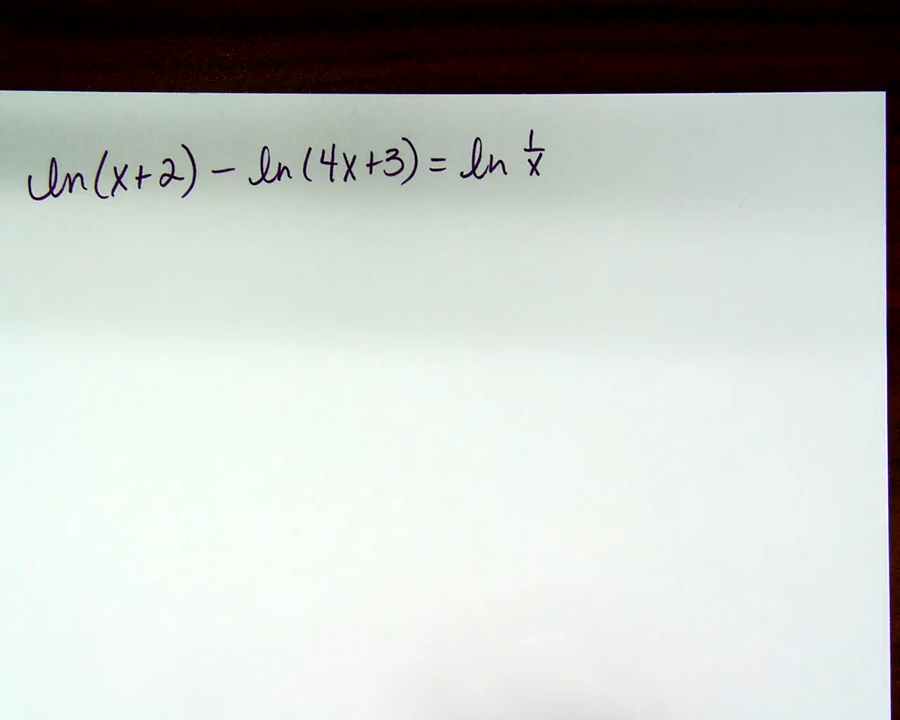 ln(x+2) - ln(4x+3) = ln 1/x